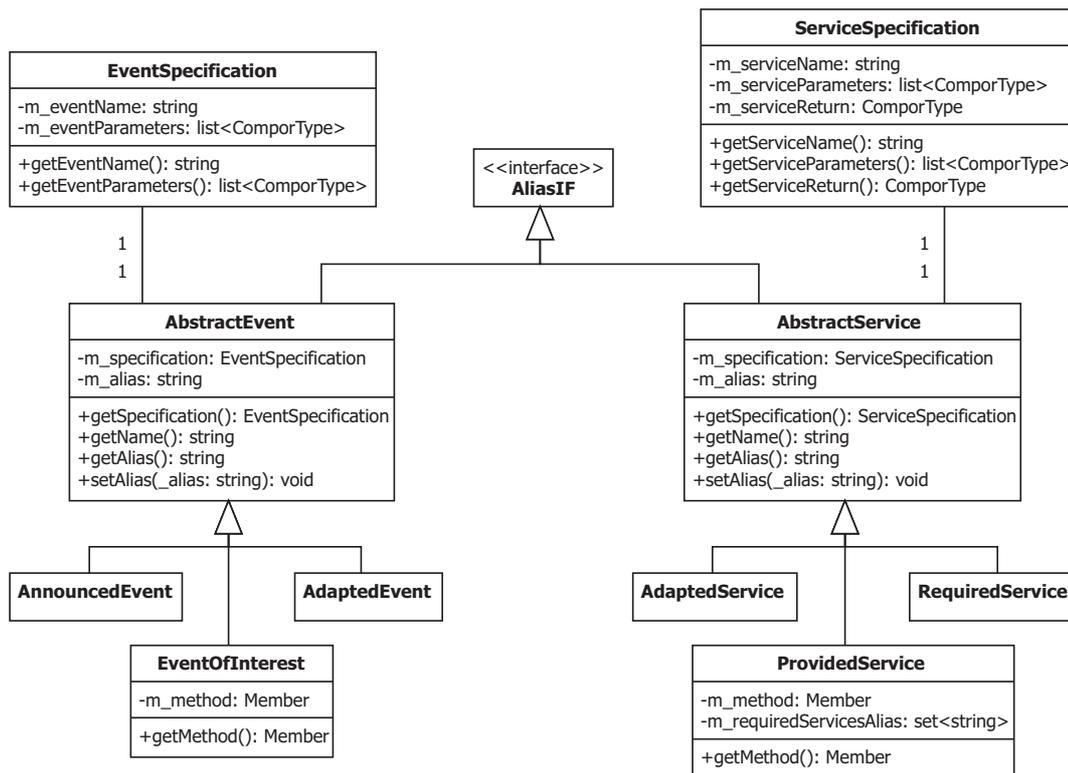 EventSpecification
-m_eventName: string
-m_eventParameters: list<ComporType>
+getEventName(): string
+getEventParameters(): list<ComporType>
ServiceSpecification
-m_serviceName: string
-m_serviceParameters: list<ComporType>
-m_serviceReturn: ComporType
+getServiceName(): string
+getServiceParameters(): list<ComporType>
+getServiceReturn(): ComporType
<<interface>>
AliasIF
1
1
1
1
AbstractEvent
-m_specification: EventSpecification
-m_alias: string
+getSpecification(): EventSpecification
+getName(): string
+getAlias(): string
+setAlias(_alias: string): void
AbstractService
-m_specification: ServiceSpecification
-m_alias: string
+getSpecification(): ServiceSpecification
+getName(): string
+getAlias(): string
+setAlias(_alias: string): void
AnnouncedEvent
AdaptedEvent
AdaptedService
RequiredService
EventOfInterest
-m_method: Member
+getMethod(): Member
ProvidedService
-m_method: Member
-m_requiredServicesAlias: set<string>
+getMethod(): Member